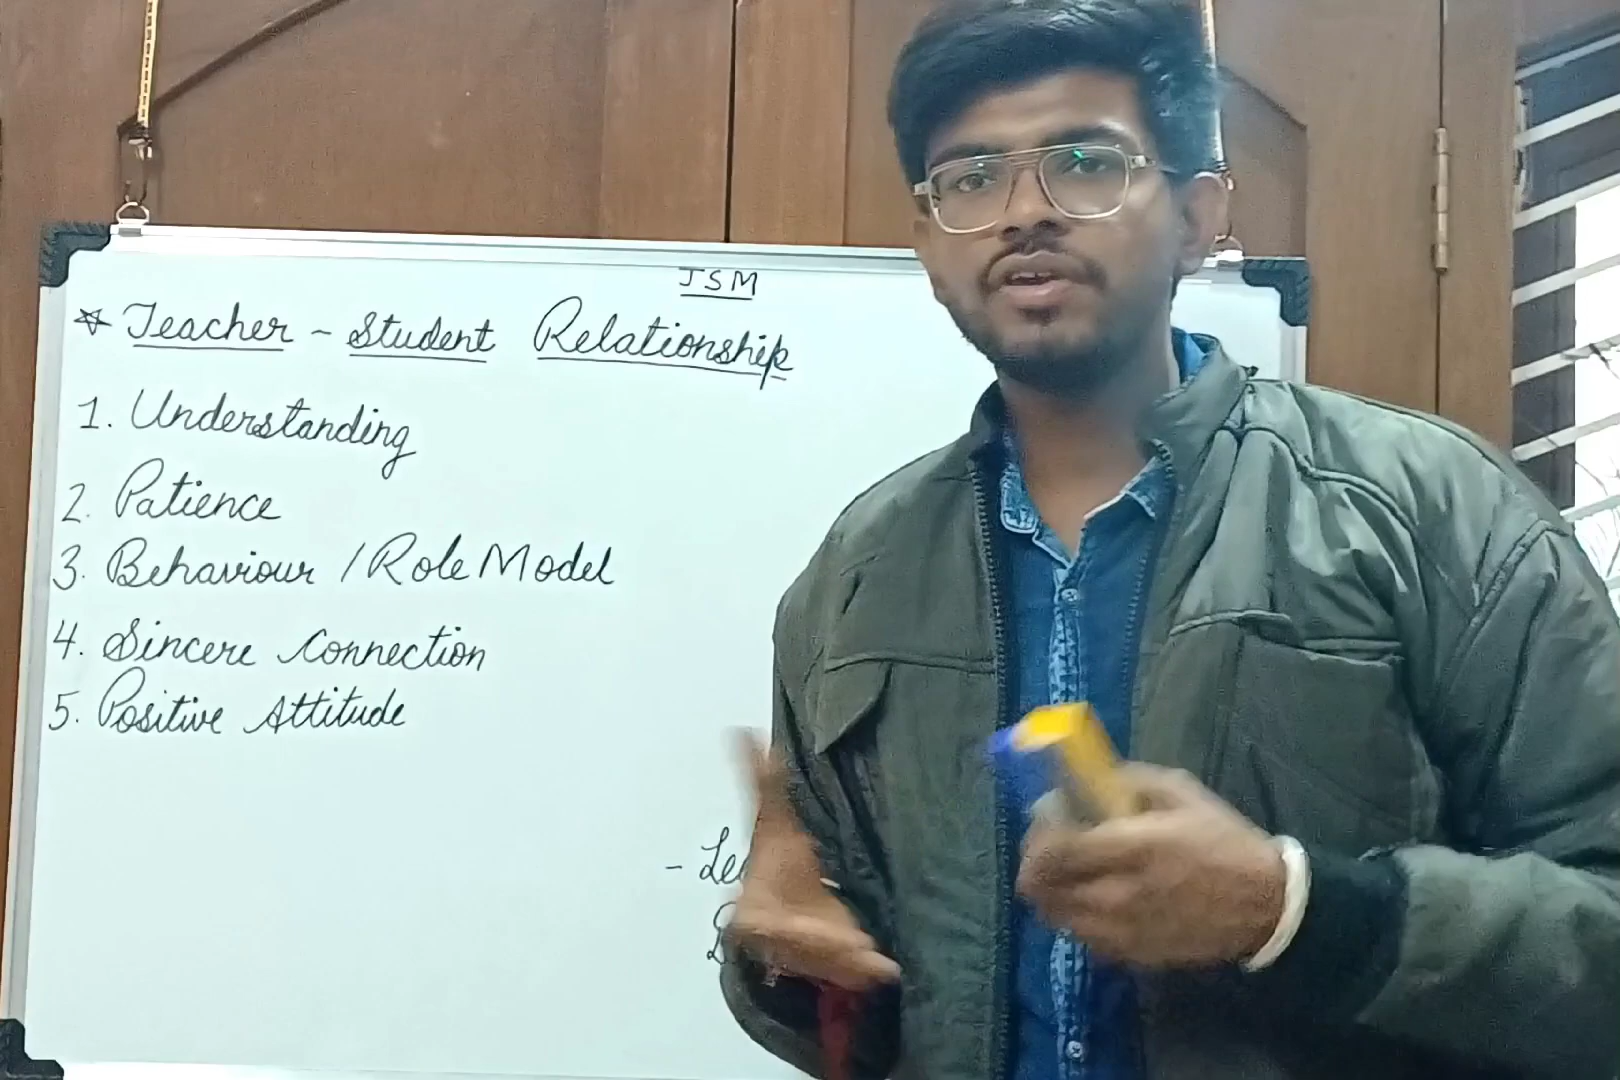 JSM
Teacher - Student Relationship
1. Understanding
2. Patience
3. Behaviour / Role Model
4. Sincere Connection
5. Positive Attitude